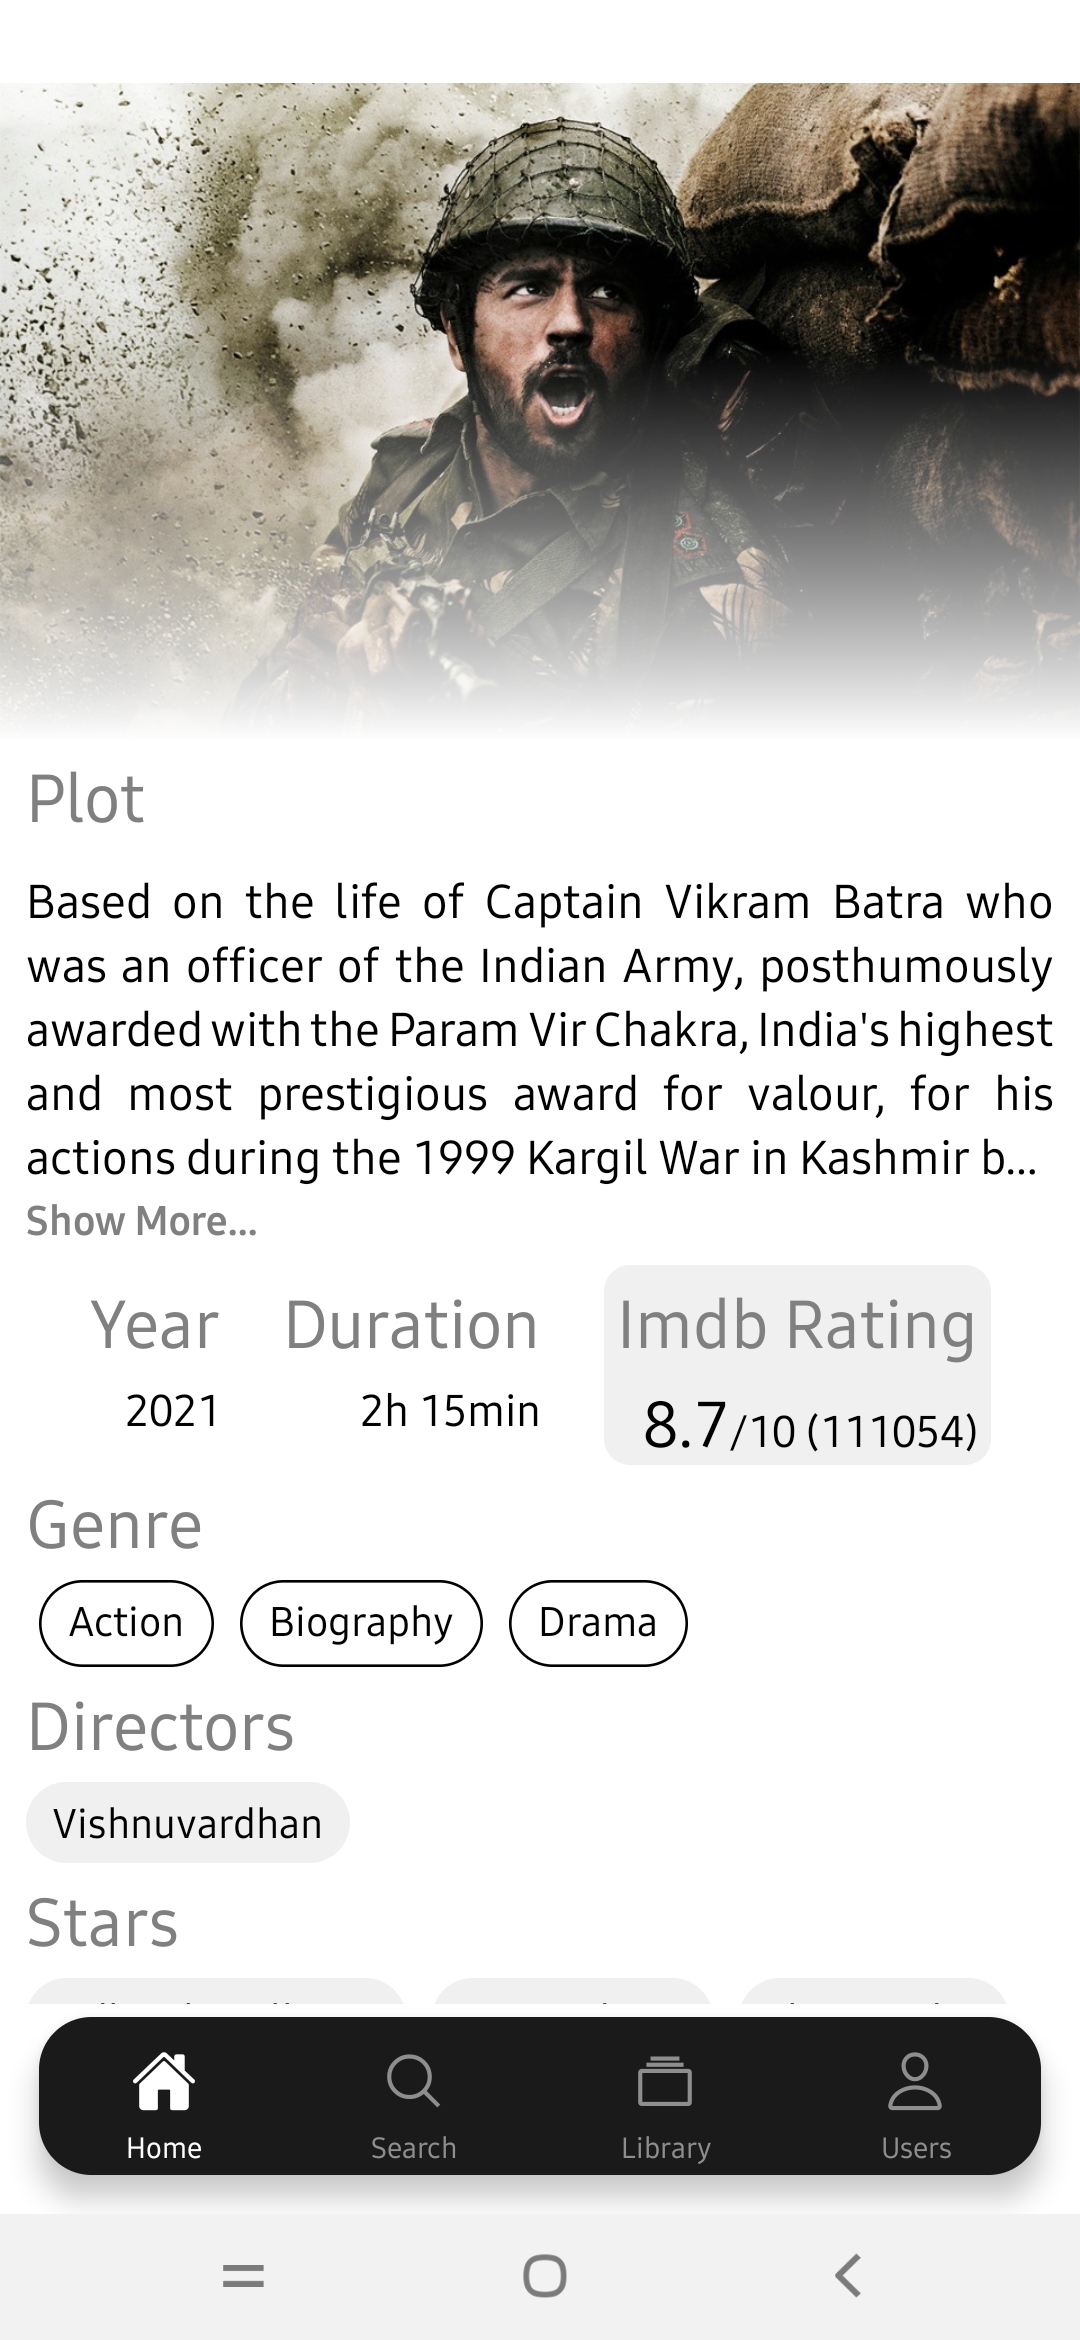 Plot
Based on the life of Captain Vikram Batra who
was an officer of the Indian Army, posthumously
awarded with the Param Vir Chakra, India's highest
and most prestigious award for valour, for his
actions during the 1999 Kargil War in Kashmir b...
Show More...
Year Duration Imdb Rating
2021 2h 15min 8.7/10 (111054)
Genre
Action Biography Drama
Directors
Vishnuvardhan
Stars
Home Search Library Users